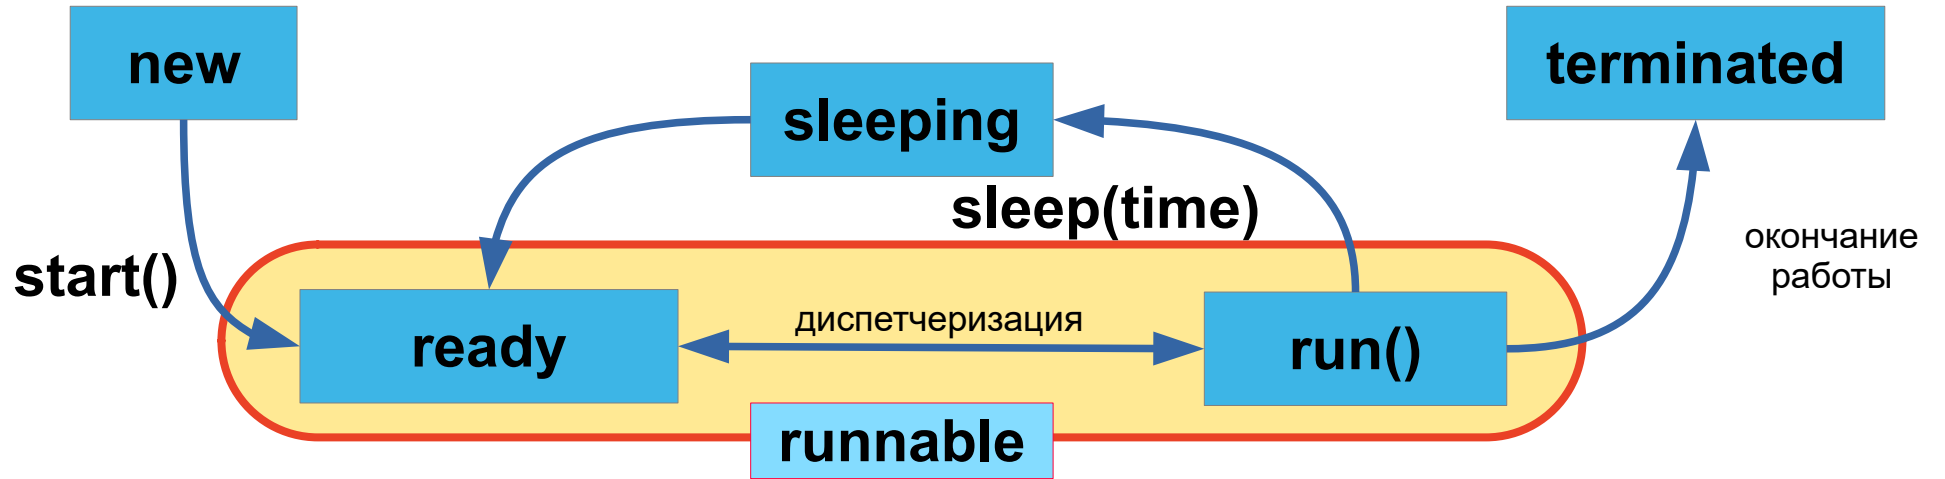 new
terminated
sleeping
sleep(time)
start()
окончание
работы
ready
диспетчеризация
run()
runnable